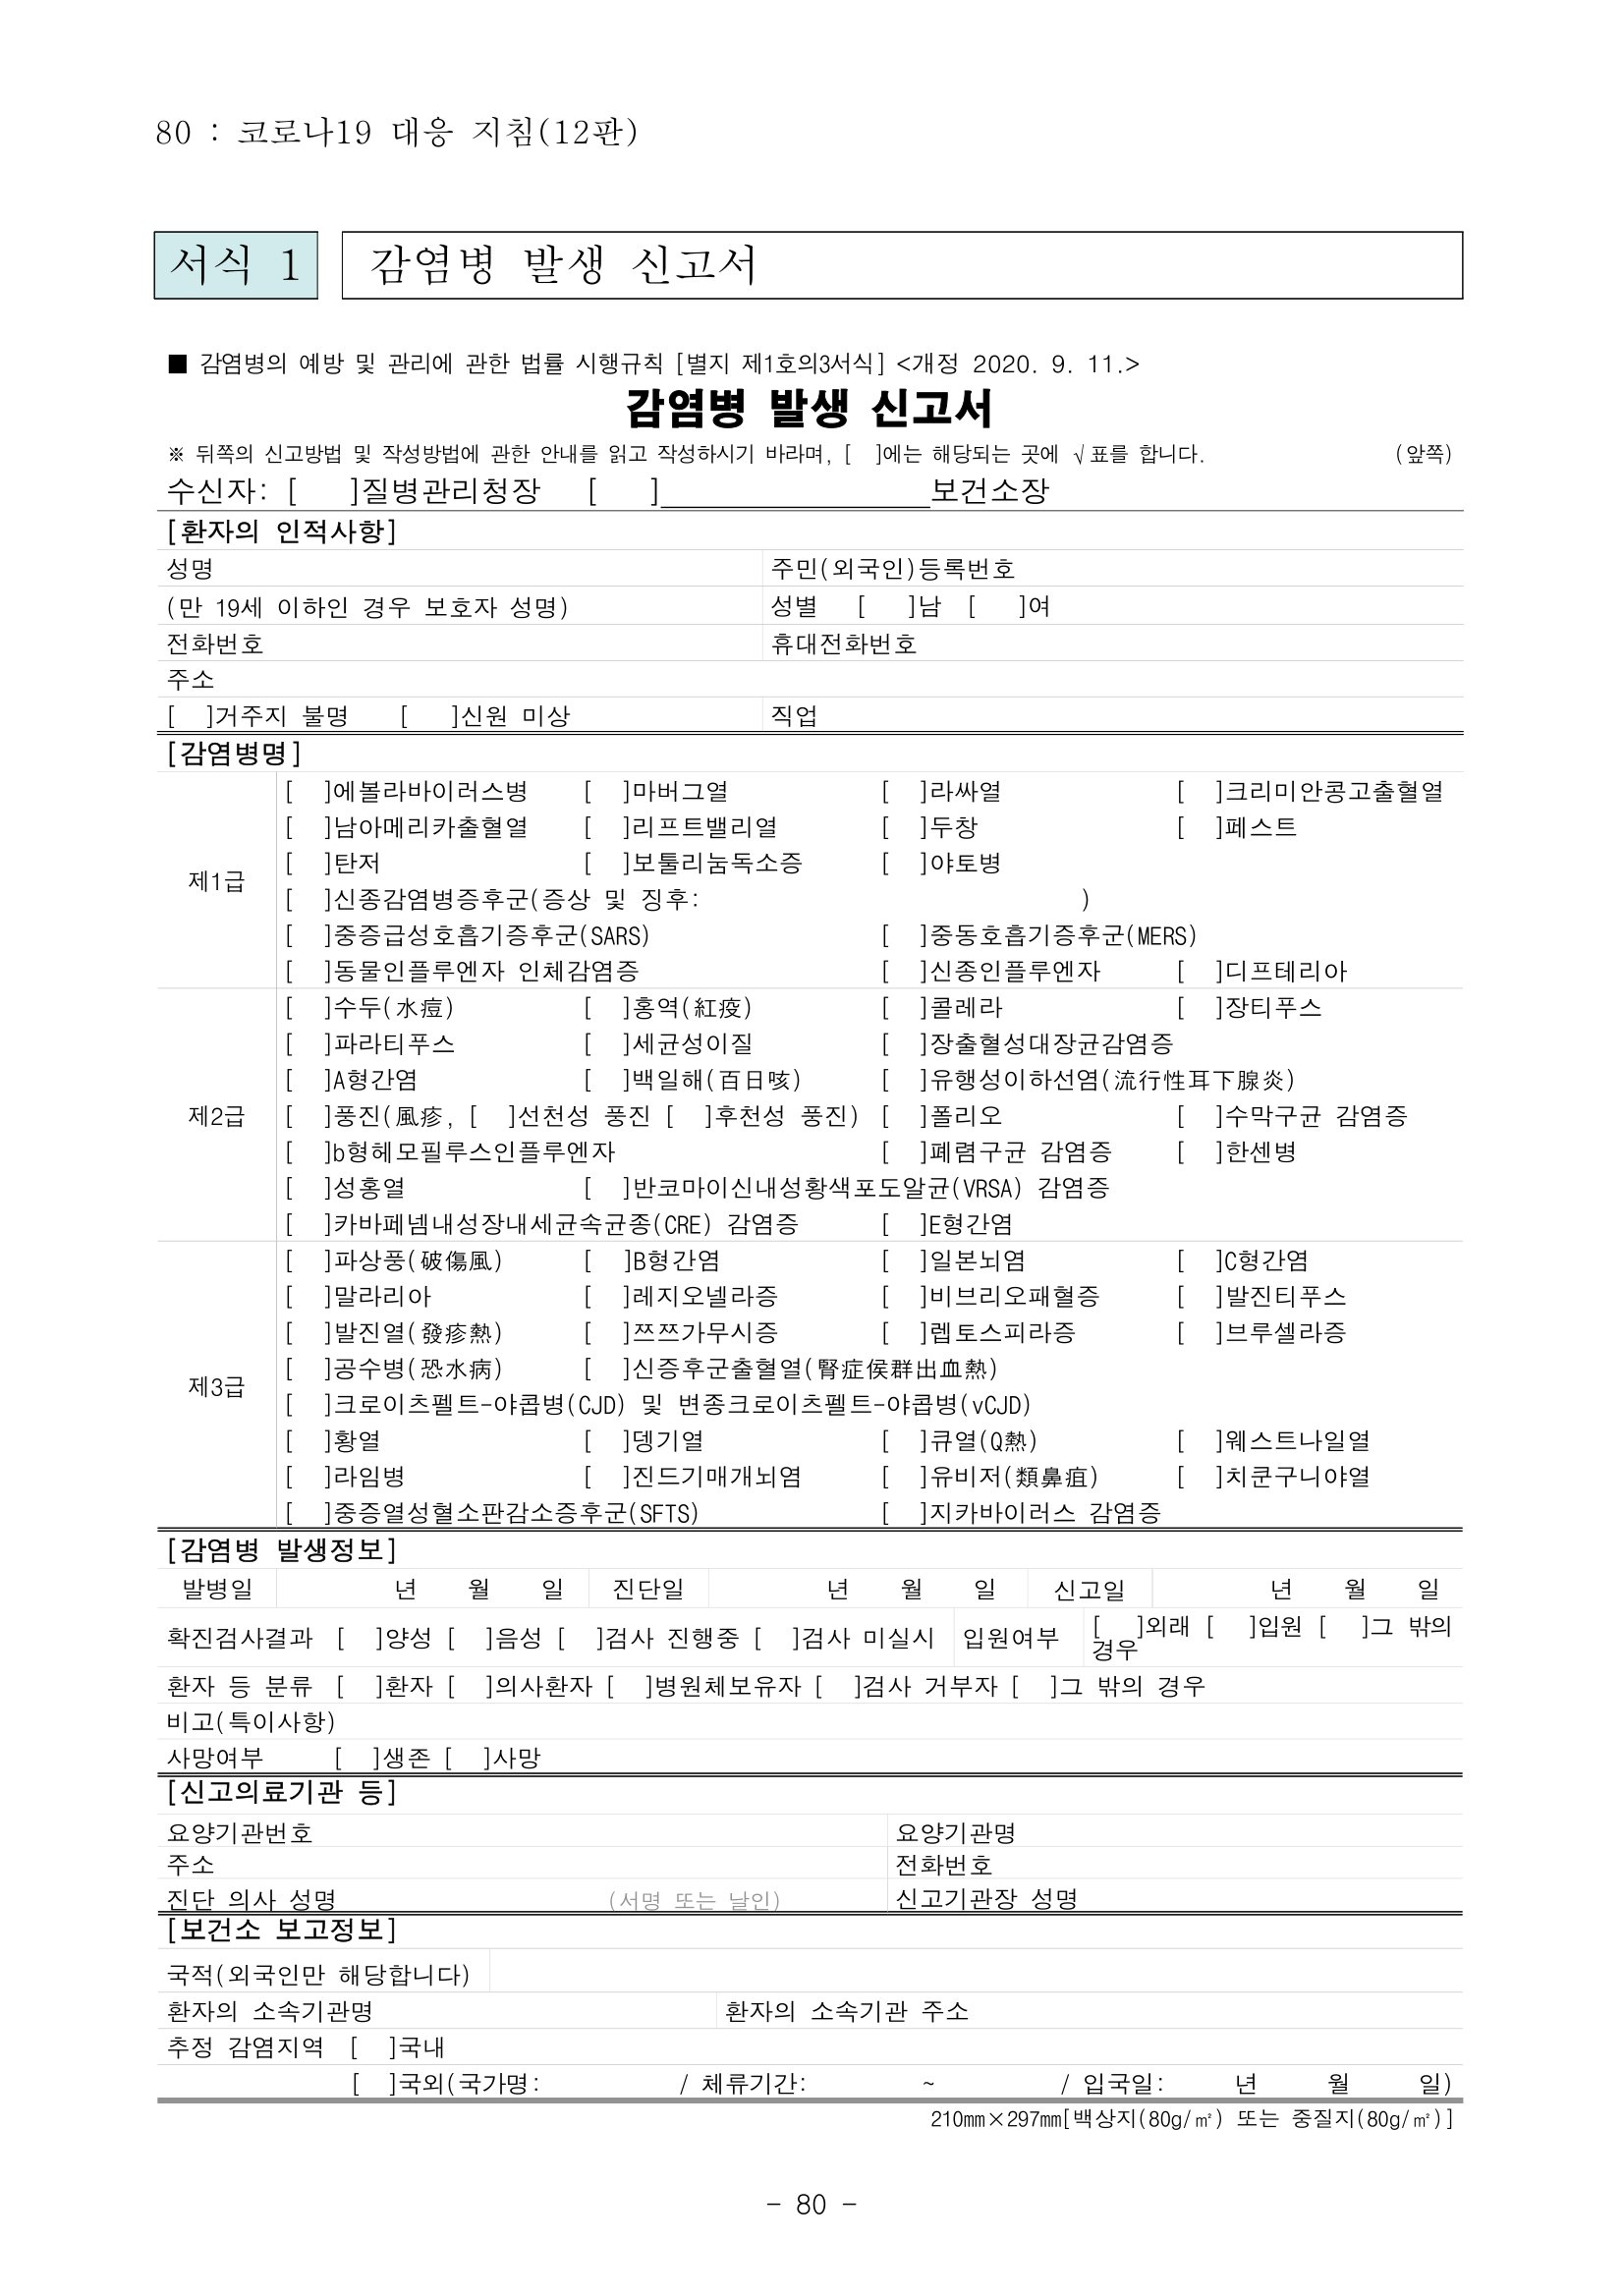 80 : 코로나19 대응 지침(12판)
서식 1 감염병 발생 신고서
■ 감염병의 예방 및 관리에 관한 법률 시행규칙 [별지 제1호의3서식] <개정 2020. 9. 11.>
감염병 발생 신고서
※ 뒤쪽의 신고방법 및 작성방법에 관한 안내를 읽고 작성하시기 바라며, [ ]에는 해당되는 곳에 √표를 합니다. (앞쪽)
수신자: [ ]질병관리청장 [ ]__________________보건소장
[환자의 인적사항]
성명 주민(외국인)등록번호
(만 19세 이하인 경우 보호자 성명) 성별 [ ]남 [ ]여
전화번호 휴대전화번호
주소
[ ]거주지 불명 [ ]신원 미상 직업
[감염병명]
제1급
[ ]에볼라바이러스병 [ ]마버그열 [ ]라싸열 [ ]크리미안콩고출혈열
[ ]남아메리카출혈열 [ ]리프트밸리열 [ ]두창 [ ]페스트
[ ]탄저 [ ]보툴리눔독소증 [ ]야토병
[ ]신종감염병증후군(증상 및 징후: )
[ ]중증급성호흡기증후군(SARS) [ ]중동호흡기증후군(MERS)
[ ]동물인플루엔자 인체감염증 [ ]신종인플루엔자 [ ]디프테리아
제2급
[ ]수두(水痘) [ ]홍역(紅疫) [ ]콜레라 [ ]장티푸스
[ ]파라티푸스 [ ]세균성이질 [ ]장출혈성대장균감염증
[ ]A형간염 [ ]백일해(百日咳) [ ]유행성이하선염(流行性耳下腺炎)
[ ]풍진(風疹, [ ]선천성 풍진 [ ]후천성 풍진) [ ]폴리오 [ ]수막구균 감염증
[ ]b형헤모필루스인플루엔자 [ ]폐렴구균 감염증 [ ]한센병
[ ]성홍열 [ ]반코마이신내성황색포도알균(VRSA) 감염증
[ ]카바페넴내성장내세균속균종(CRE) 감염증 [ ]E형간염
제3급
[ ]파상풍(破傷風) [ ]B형간염 [ ]일본뇌염 [ ]C형간염
[ ]말라리아 [ ]레지오넬라증 [ ]비브리오패혈증 [ ]발진티푸스
[ ]발진열(發疹熱) [ ]쯔쯔가무시증 [ ]렙토스피라증 [ ]브루셀라증
[ ]공수병(恐水病) [ ]신증후군출혈열(腎症侯群出血熱)
[ ]크로이츠펠트-야콥병(CJD) 및 변종크로이츠펠트-야콥병(vCJD)
[ ]황열 [ ]뎅기열 [ ]큐열(Q熱) [ ]웨스트나일열
[ ]라임병 [ ]진드기매개뇌염 [ ]유비저(類鼻疽) [ ]치쿤구니야열
[ ]중증열성혈소판감소증후군(SFTS) [ ]지카바이러스 감염증
[감염병 발생정보]
발병일 년 월 일 진단일 년 월 일 신고일 년 월 일
확진검사결과 [ ]양성 [ ]음성 [ ]검사 진행중 [ ]검사 미실시 입원여부 [ ]외래 [ ]입원 [ ]그 밖의
경우
환자 등 분류 [ ]환자 [ ]의사환자 [ ]병원체보유자 [ ]검사 거부자 [ ]그 밖의 경우
비고(특이사항)
사망여부 [ ]생존 [ ]사망
[신고의료기관 등]
요양기관번호 요양기관명
주소 전화번호
진단 의사 성명 (서명 또는 날인) 신고기관장 성명
[보건소 보고정보]
국적(외국인만 해당합니다)
환자의 소속기관명 환자의 소속기관 주소
추정 감염지역 [ ]국내
[ ]국외(국가명: / 체류기간: ~ / 입국일: 년 월 일)
210㎜×297㎜[백상지(80g/㎡) 또는 중질지(80g/㎡)]
- 80 -